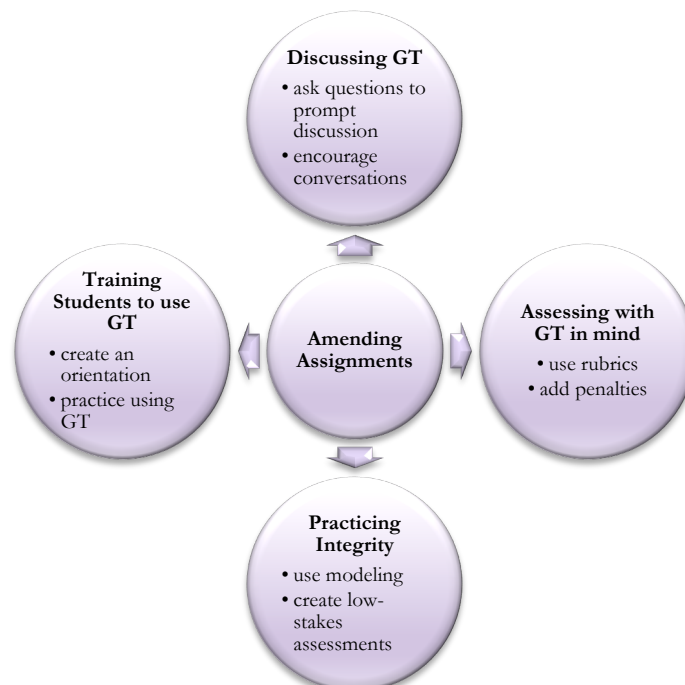 Discussing GT
• ask questions to
prompt
discussion
• encourage
conversations
Training
Students to use
GT
• create an
orientation
• practice using
GT
Amending
Assignments
Assessing with
GT in mind
• use rubrics
• add penalties
Practicing
Integrity
• use modeling
• create low-
stakes
assessments